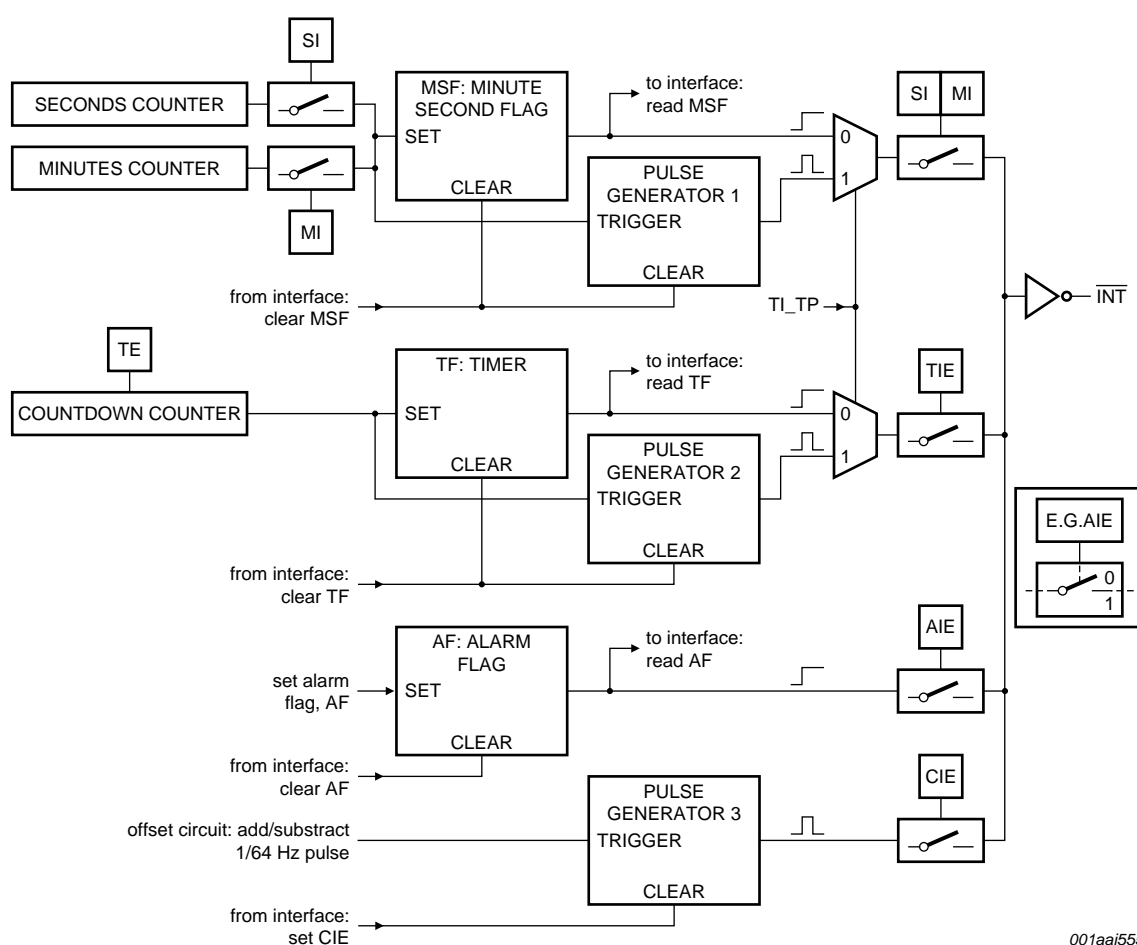 SI
SECONDS COUNTER
MINUTES COUNTER
MI
MSF: MINUTE
SECOND FLAG
SET
CLEAR
to interface:
read MSF
PULSE
GENERATOR 1
TRIGGER
CLEAR
0
1
SI MI
from interface:
clear MSF
TI_TP
INT
TE
COUNTDOWN COUNTER
TF: TIMER
SET
CLEAR
to interface:
read TF
PULSE
GENERATOR 2
TRIGGER
CLEAR
0
1
TIE
from interface:
clear TF
E.G.AIE
0
1
AF: ALARM
FLAG
SET
CLEAR
to interface:
read AF
AIE
set alarm
flag, AF
from interface:
clear AF
PULSE
GENERATOR 3
TRIGGER
CLEAR
CIE
offset circuit: add/substract
1/64 Hz pulse
from interface:
set CIE